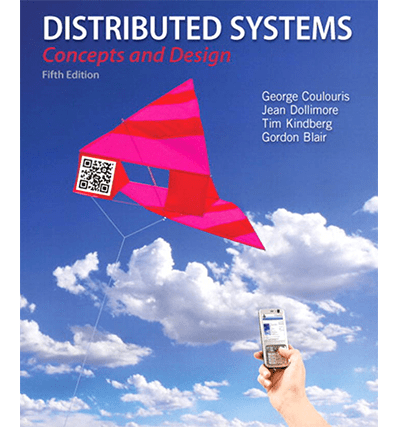 DISTRIBUTED SYSTEMS
Concepts and Design
Fifth Edition
George Coulouris
Jean Dollimore
Tim Kindberg
Gordon Blair